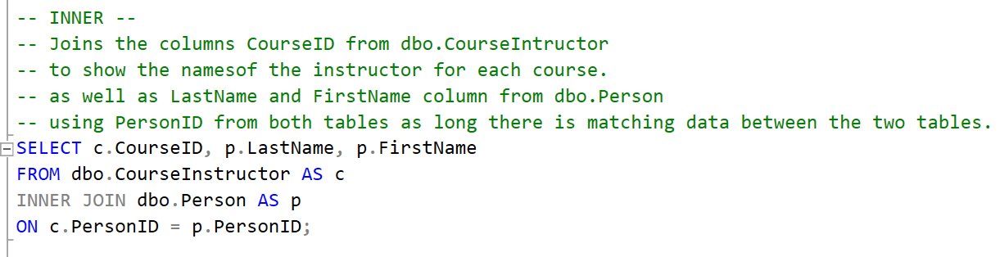 -- INNER --
-- Joins the columns CourseID from dbo.CourseIntructor
-- to show the namesof the instructor for each course.
-- as well as LastName and FirstName column from dbo.Person
-- using PersonID from both tables as long there is matching data between the two tables.
SELECT c.CourseID, p.LastName, p.FirstName
FROM dbo.CourseInstructor AS c
INNER JOIN dbo.Person AS p
ON c.PersonID = p.PersonID;